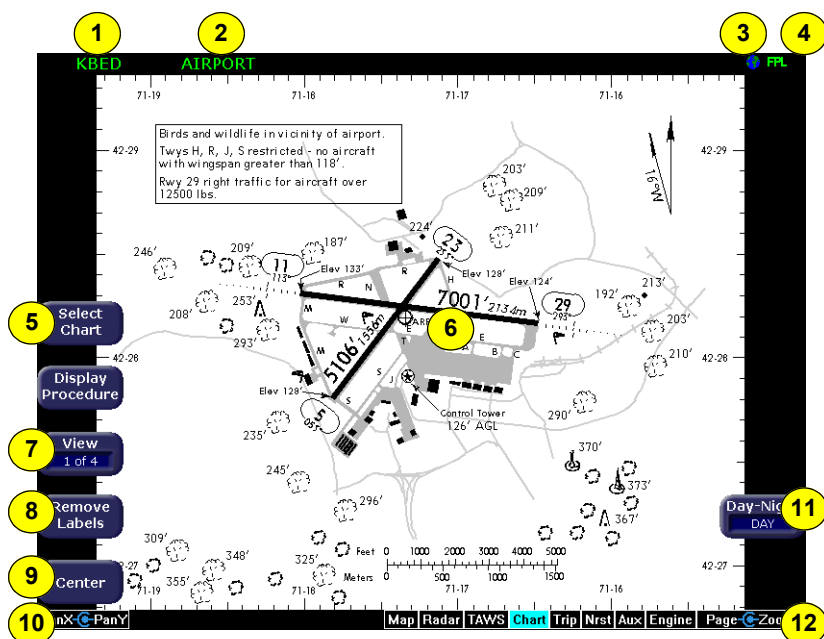 1
2
3
4
KBED
AIRPORT
FPL
71-19
71-18
71-17
71-16
42-29
42-29
Birds and wildlife in vicinity of airport.
Twys H, R, J, S restricted - no aircraft
with wingspan greater than 118'.
Rwy 29 right traffic for aircraft over
12500 lbs.
16°W
203'
209'
211'
224'
187'
246'
209'
11
113°
Elev 133'
23
233°
Elev 128'
Elev 124'
H
R
R
N
N
213'
192'
29
293°
203'
210'
208'
253'
293'
M
W
M
7001' 2134m
5106' 1556m
ARP
6
E
E
T
A
B
C
5
Select
Chart
42-28
42-28
Display
Procedure
Elev 128'
5
053°
S
S
J
Control Tower
126' AGL
290'
235'
7
View
1 of 4
245'
296'
370'
373'
367'
8
Remove
Labels
Day-Nig
DAY
11
309'
348'
355'
325'
Feet
0 1000 2000 3000 4000 5000
Meters
0 500 1000 1500
42-27
42-27
9
Center
71-19
71-18
71-17
71-16
10
nX
PanY
Map
Radar
TAWS
Chart
Trip
Nrst
Aux
Engine
Page
Zoo
12